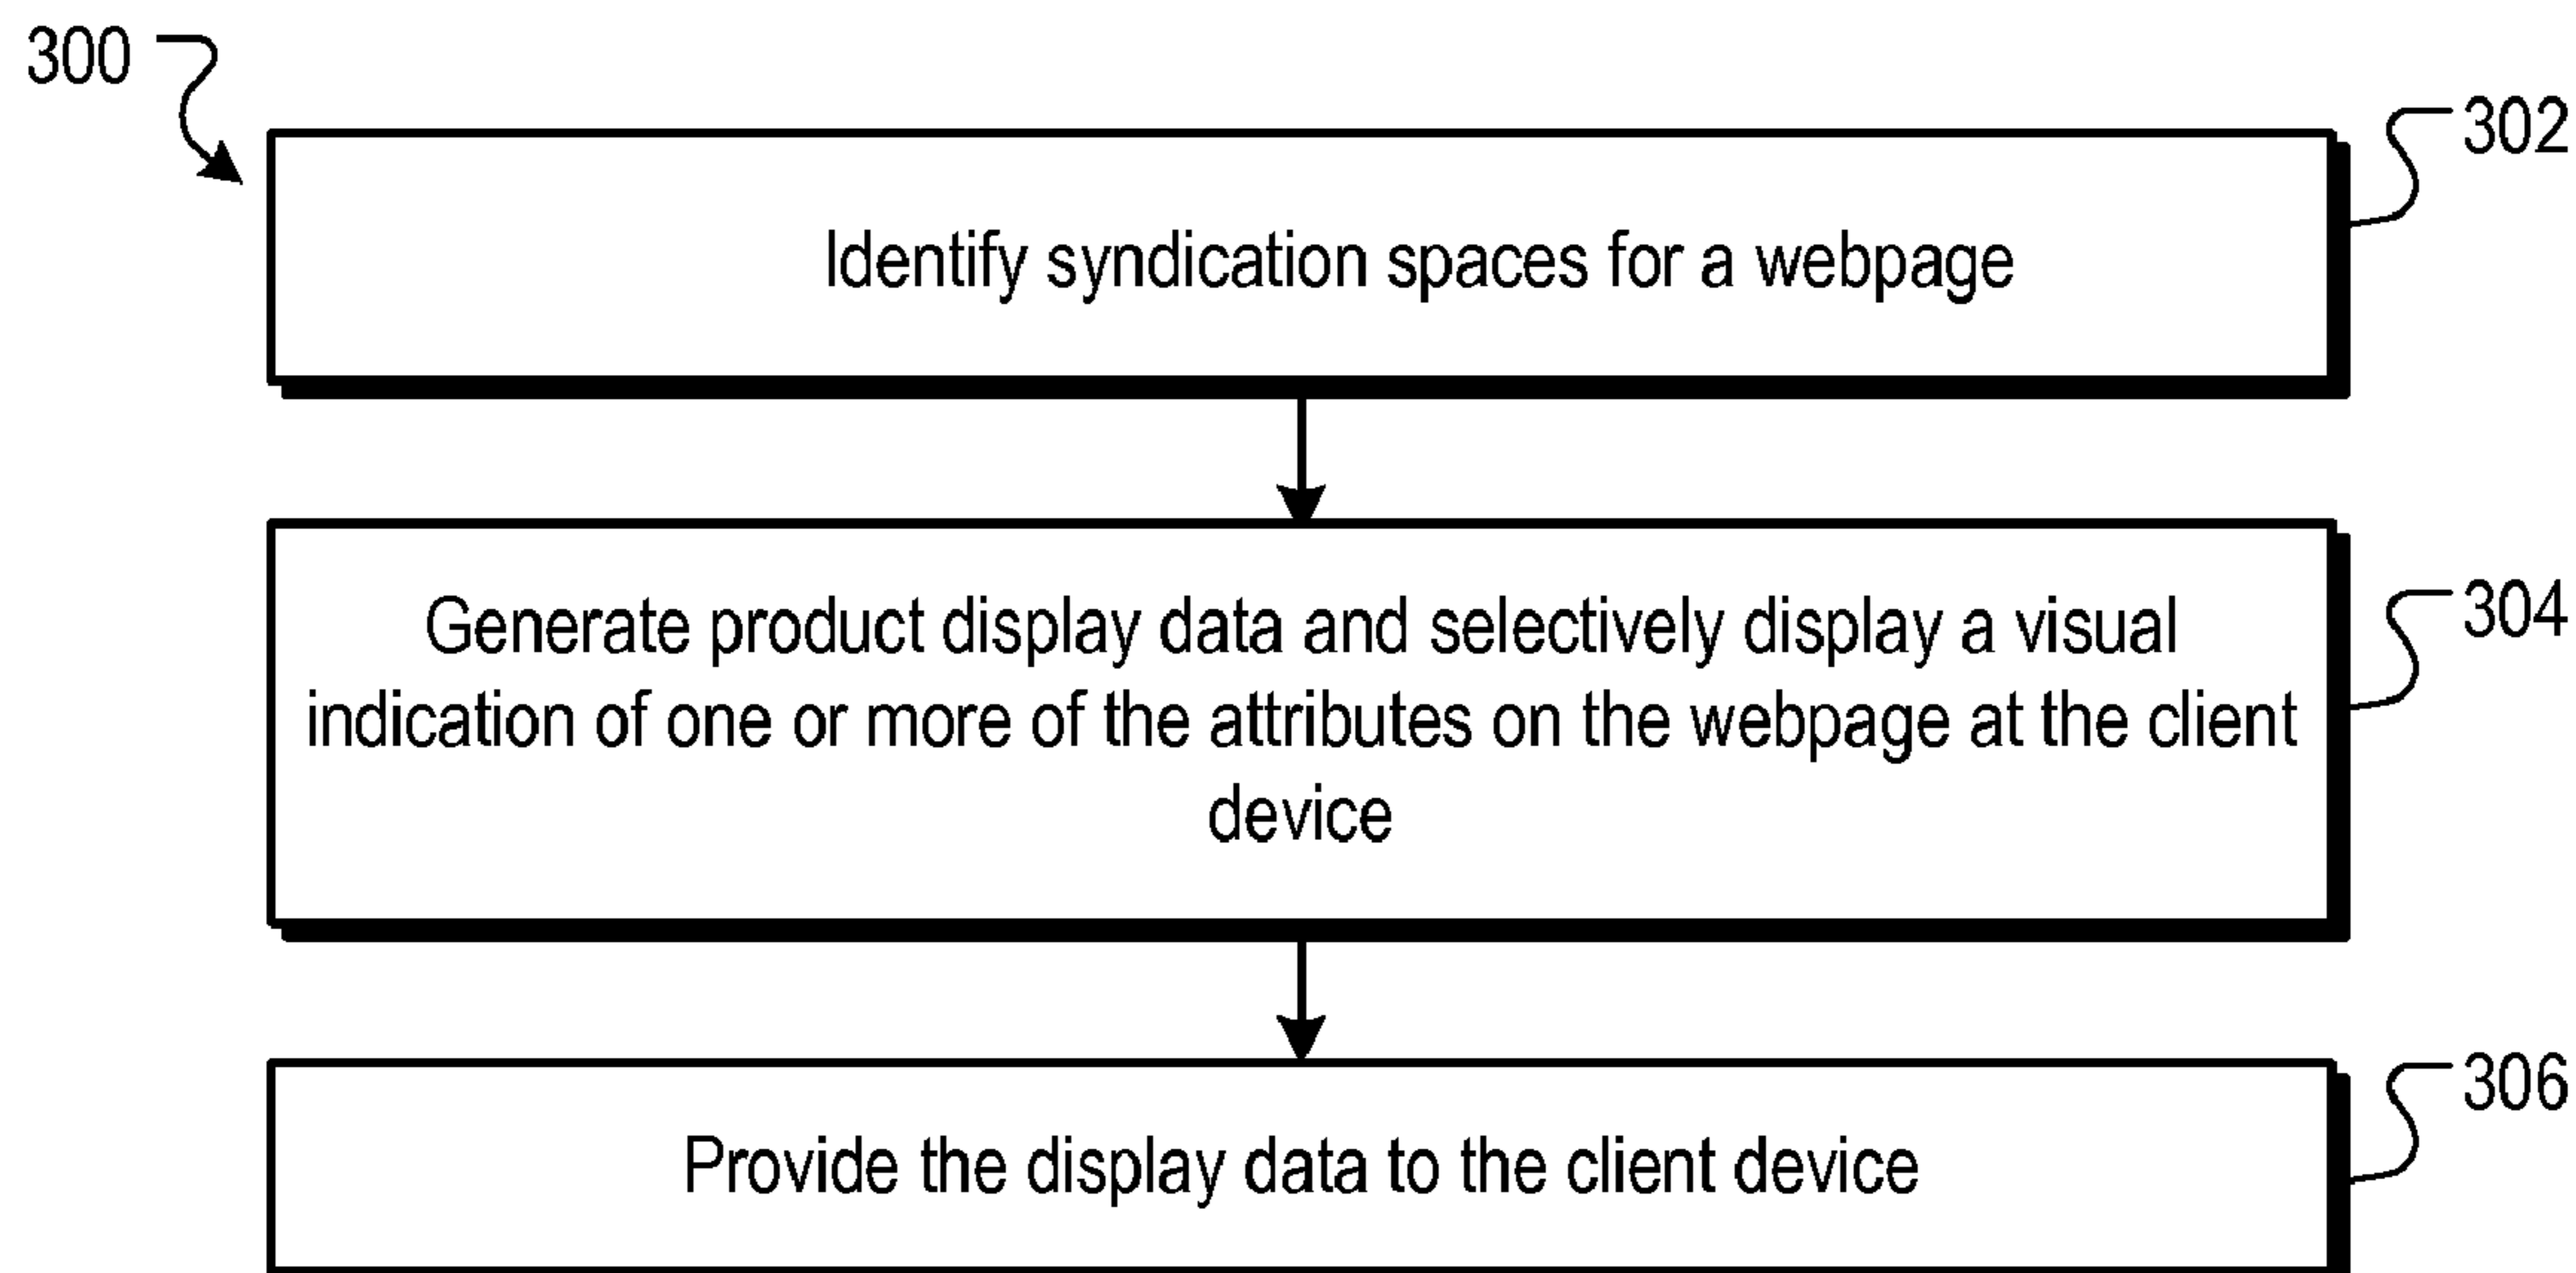 300
302
Identify syndication spaces for a webpage
304
Generate product display data and selectively display a visual
indication of one or more of the attributes on the webpage at the client
device
306
Provide the display data to the client device